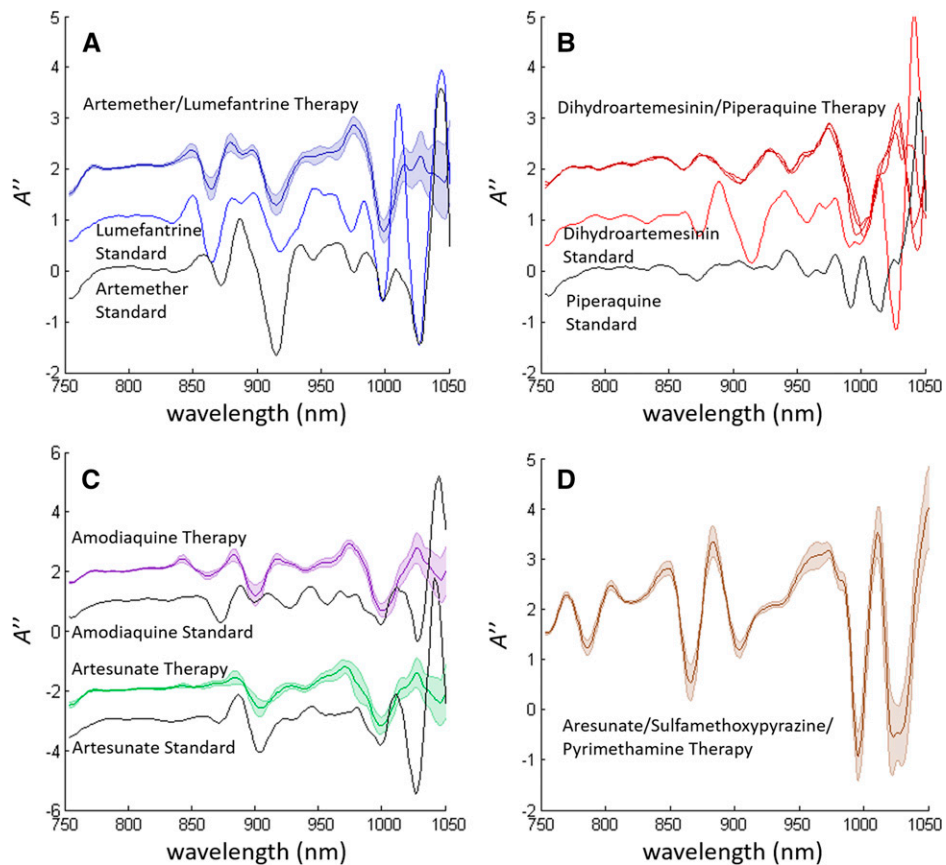 A
Artemether/Lumefantrine Therapy
Lumefantrine
Standard
Artemether
Standard
A″
5
4
3
2
1
0
-1
-2
750 800 850 900 950 1000 1050
wavelength (nm)
B
Dihydroartemesinin/Piperaquine Therapy
Dihydroartemesinin
Standard
Piperaquine
Standard
A″
5
4
3
2
1
0
-1
-2
750 800 850 900 950 1000 1050
wavelength (nm)
C
Amodiaquine Therapy
Amodiaquine Standard
Artesunate Therapy
Artesunate Standard
A″
6
4
2
0
-2
-4
-6
750 800 850 900 950 1000 1050
wavelength (nm)
D
Aresunate/Sulfamethoxypyrazine/
Pyrimethamine Therapy
A″
5
4
3
2
1
0
-1
-2
750 800 850 900 950 1000 1050
wavelength (nm)